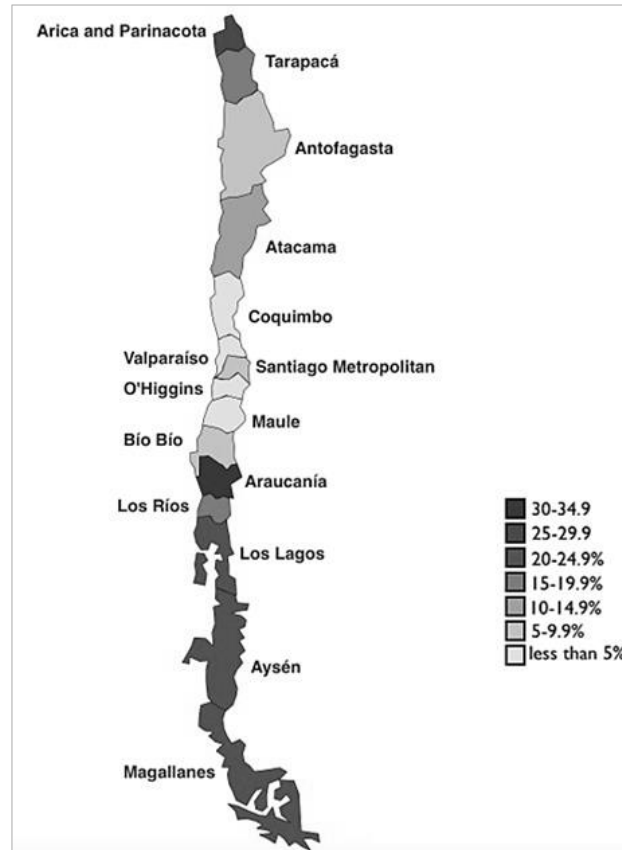 Arica and Parinacota
Tarapacá
Antofagasta
Atacama
Coquimbo
Valparaíso
Santiago Metropolitan
O'Higgins
Maule
Bío Bío
Araucanía
Los Ríos
Los Lagos
Aysén
Magallanes
30-34.9
25-29.9
20-24.9%
15-19.9%
10-14.9%
5-9.9%
less than 5%